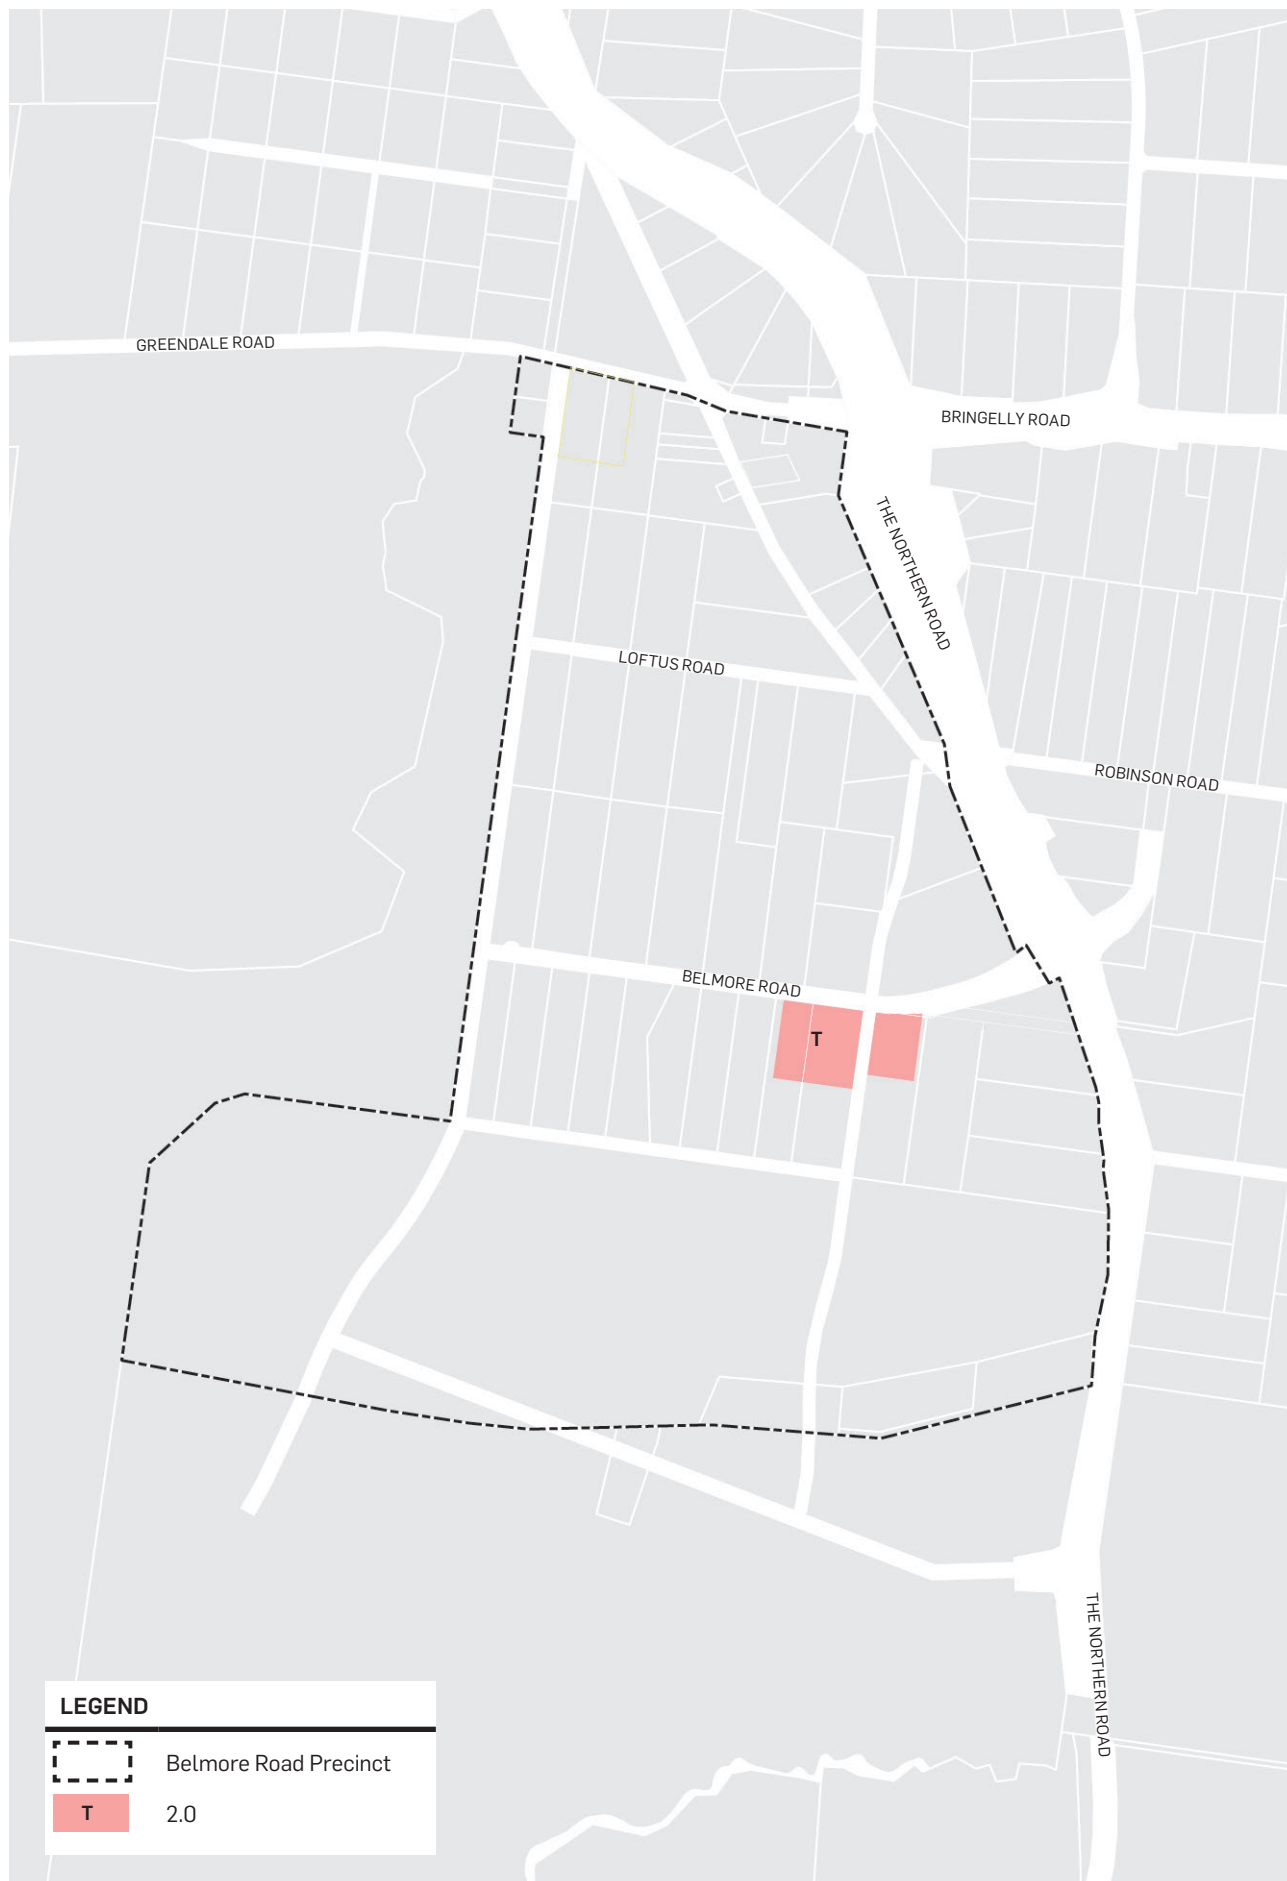 GREENDALE ROAD
BRINGELLY ROAD
THE NORTHERN ROAD
LOFTUS ROAD
ROBINSON ROAD
BELMORE ROAD
T
THE NORTHERN ROAD
LEGEND
Belmore Road Precinct
T 2.0